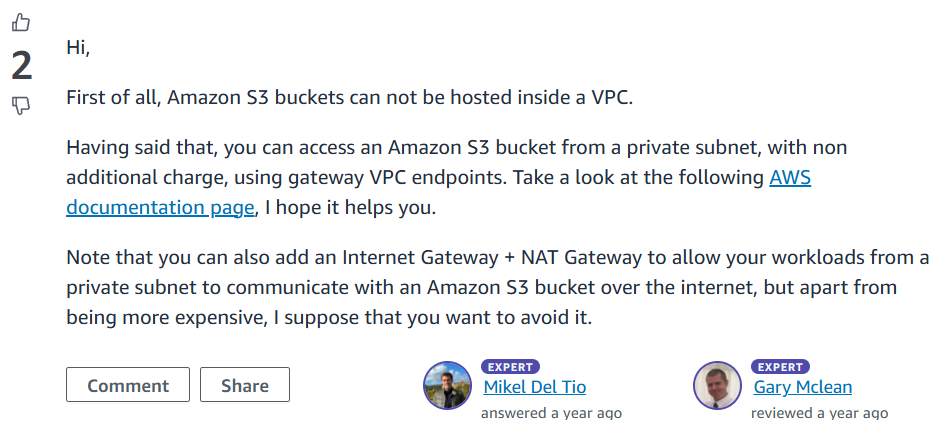 2
Hi,
First of all, Amazon S3 buckets can not be hosted inside a VPC.
Having said that, you can access an Amazon S3 bucket from a private subnet, with non
additional charge, using gateway VPC endpoints. Take a look at the following AWS
documentation page, I hope it helps you.
Note that you can also add an Internet Gateway + NAT Gateway to allow your workloads from a
private subnet to communicate with an Amazon S3 bucket over the internet, but apart from
being more expensive, I suppose that you want to avoid it.
Comment
Share
EXPERT
Mikel Del Tio
answered a year ago
EXPERT
Gary Mclean
reviewed a year ago